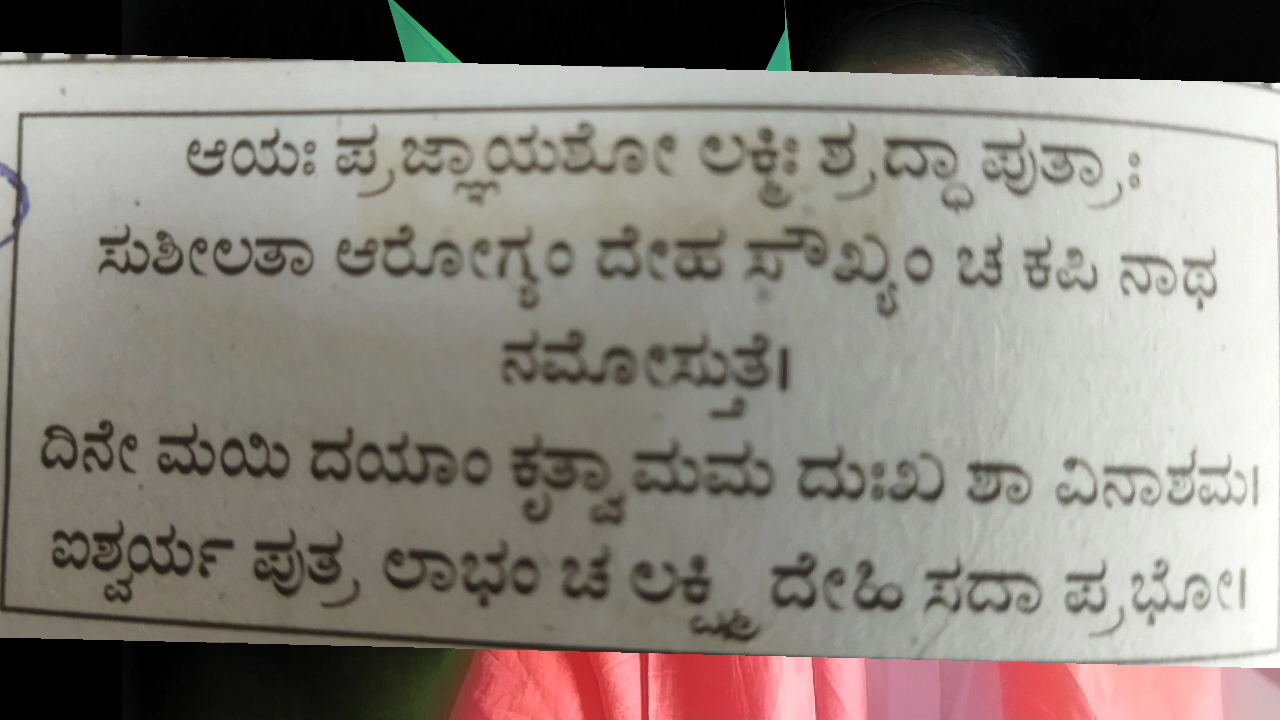 ಆಯಃ ಪ್ರಜ್ಞಾಯಶೋ ಲಕ್ಷ್ಮಿಃ ಶ್ರದ್ಧಾ ಪುತ್ರಾಃ
ಸುಶೀಲತಾ ಆರೋಗ್ಯಂ ದೇಹ ಸೌಖ್ಯಂ ಚ ಕಪಿ ನಾಥ
ನಮೋಸ್ತುತೆ।
ದಿನೇ ಮಯಿ ದಯಾಂ ಕೃತ್ವಾ ಮಮ ದುಃಖ ಶಾ ವಿನಾಶಮ।
ಐಶ್ವರ್ಯ ಪುತ್ರ ಲಾಭಂ ಚ ಲಕ್ಷ್ಮಿ ದೇಹಿ ಸದಾ ಪ್ರಭೋ।